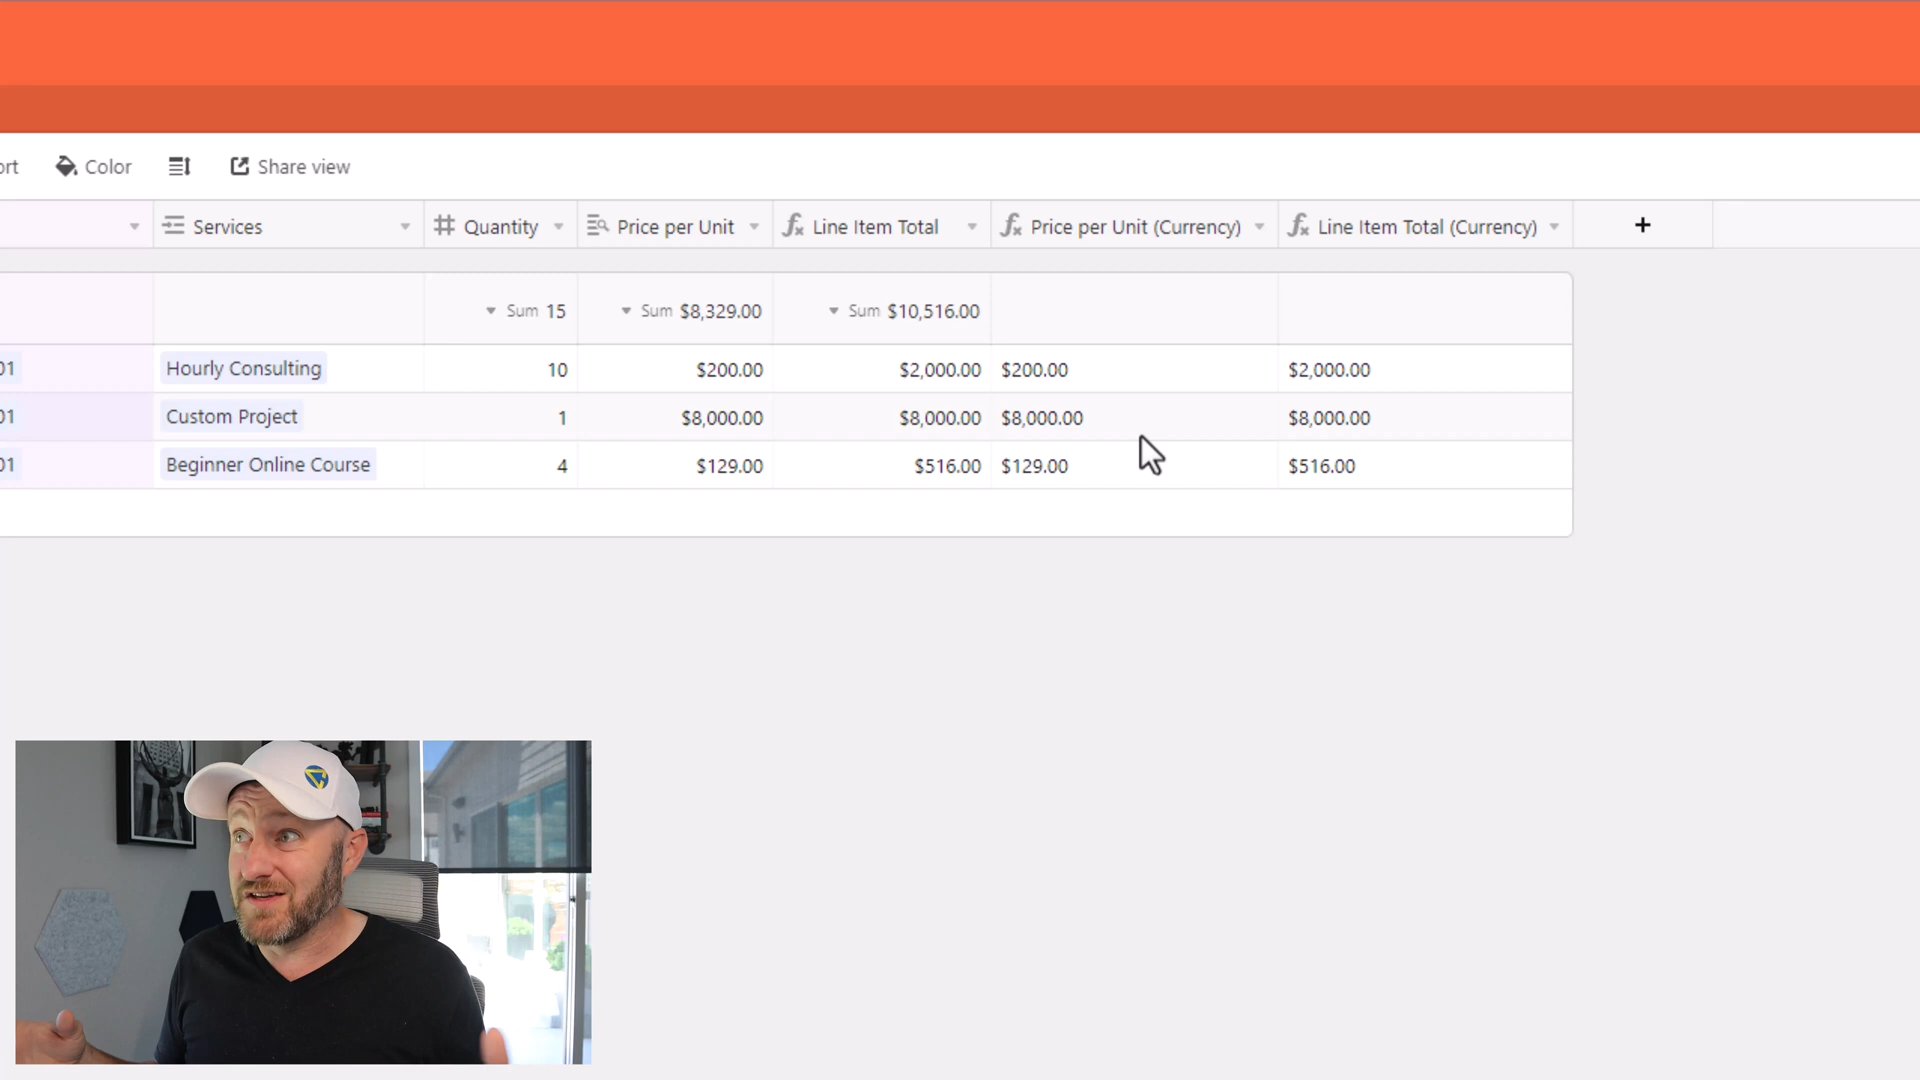 ort Color Share view
Services Quantity Price per Unit Line Item Total Price per Unit (Currency) Line Item Total (Currency) +
Sum 15 Sum $8,329.00 Sum $10,516.00
01 Hourly Consulting 10 $200.00 $2,000.00 $200.00 $2,000.00
01 Custom Project 1 $8,000.00 $8,000.00 $8,000.00 $8,000.00
01 Beginner Online Course 4 $129.00 $516.00 $129.00 $516.00